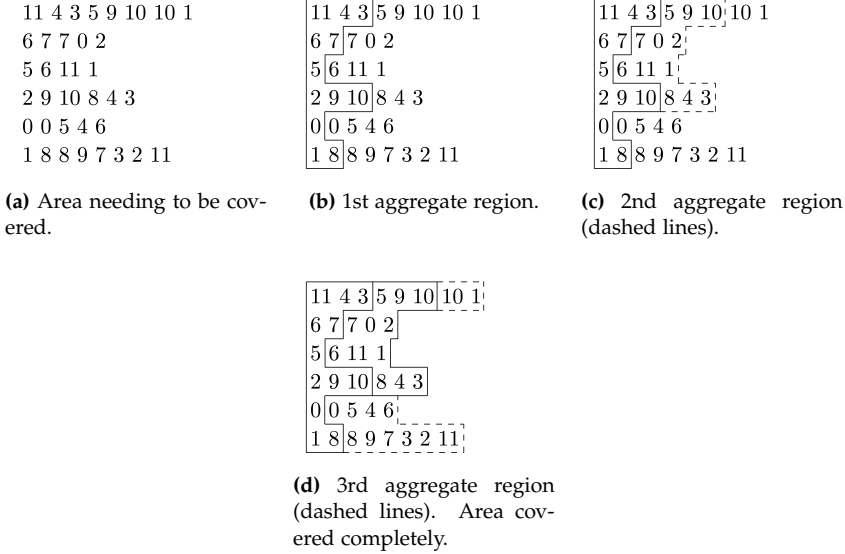 11 4 3 5 9 10 10 1
6 7 7 0 2
5 6 11 1
2 9 10 8 4 3
0 0 5 4 6
1 8 8 9 7 3 2 11
(a) Area needing to be cov-
ered.
11 4 3 5 9 10 10 1
6 7 7 0 2
5 6 11 1
2 9 10 8 4 3
0 0 5 4 6
1 8 8 9 7 3 2 11
(b) 1st aggregate region.
11 4 3 5 9 10 10 1
6 7 7 0 2
5 6 11 1
2 9 10 8 4 3
0 0 5 4 6
1 8 8 9 7 3 2 11
(c) 2nd aggregate region
(dashed lines).
11 4 3 5 9 10 10 1
6 7 7 0 2
5 6 11 1
2 9 10 8 4 3
0 0 5 4 6
1 8 8 9 7 3 2 11
(d) 3rd aggregate region
(dashed lines). Area cov-
ered completely.